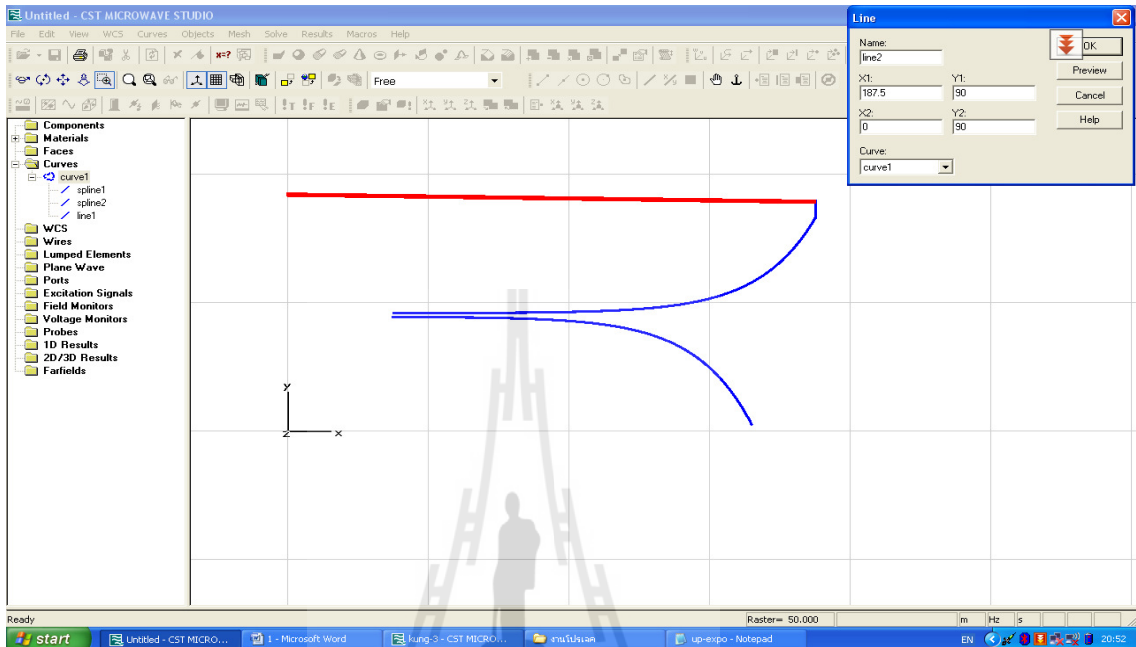 Untitled - CST MICROWAVE STUDIO
File Edit View WCS Curves Objects Mesh Solve Results Macros Help
Free
Components
Materials
Faces
Curves
curve1
spline1
spline2
line1
WCS
Wires
Lumped Elements
Plane Wave
Ports
Excitation Signals
Field Monitors
Voltage Monitors
Probes
1D Results
2D/3D Results
Farfields
y
z x
Line
Name:
line2
OK
X1: Y1:
187.5 90
Preview
Cancel
X2: Y2:
0 90
Help
Curve:
curve1
Ready
Raster= 50.000
m Hz s
start
Untitled - CST MICRO...
1 - Microsoft Word
kung-3 - CST MICRO...
งานโปรเจค
up-expo - Notepad
EN
20:52